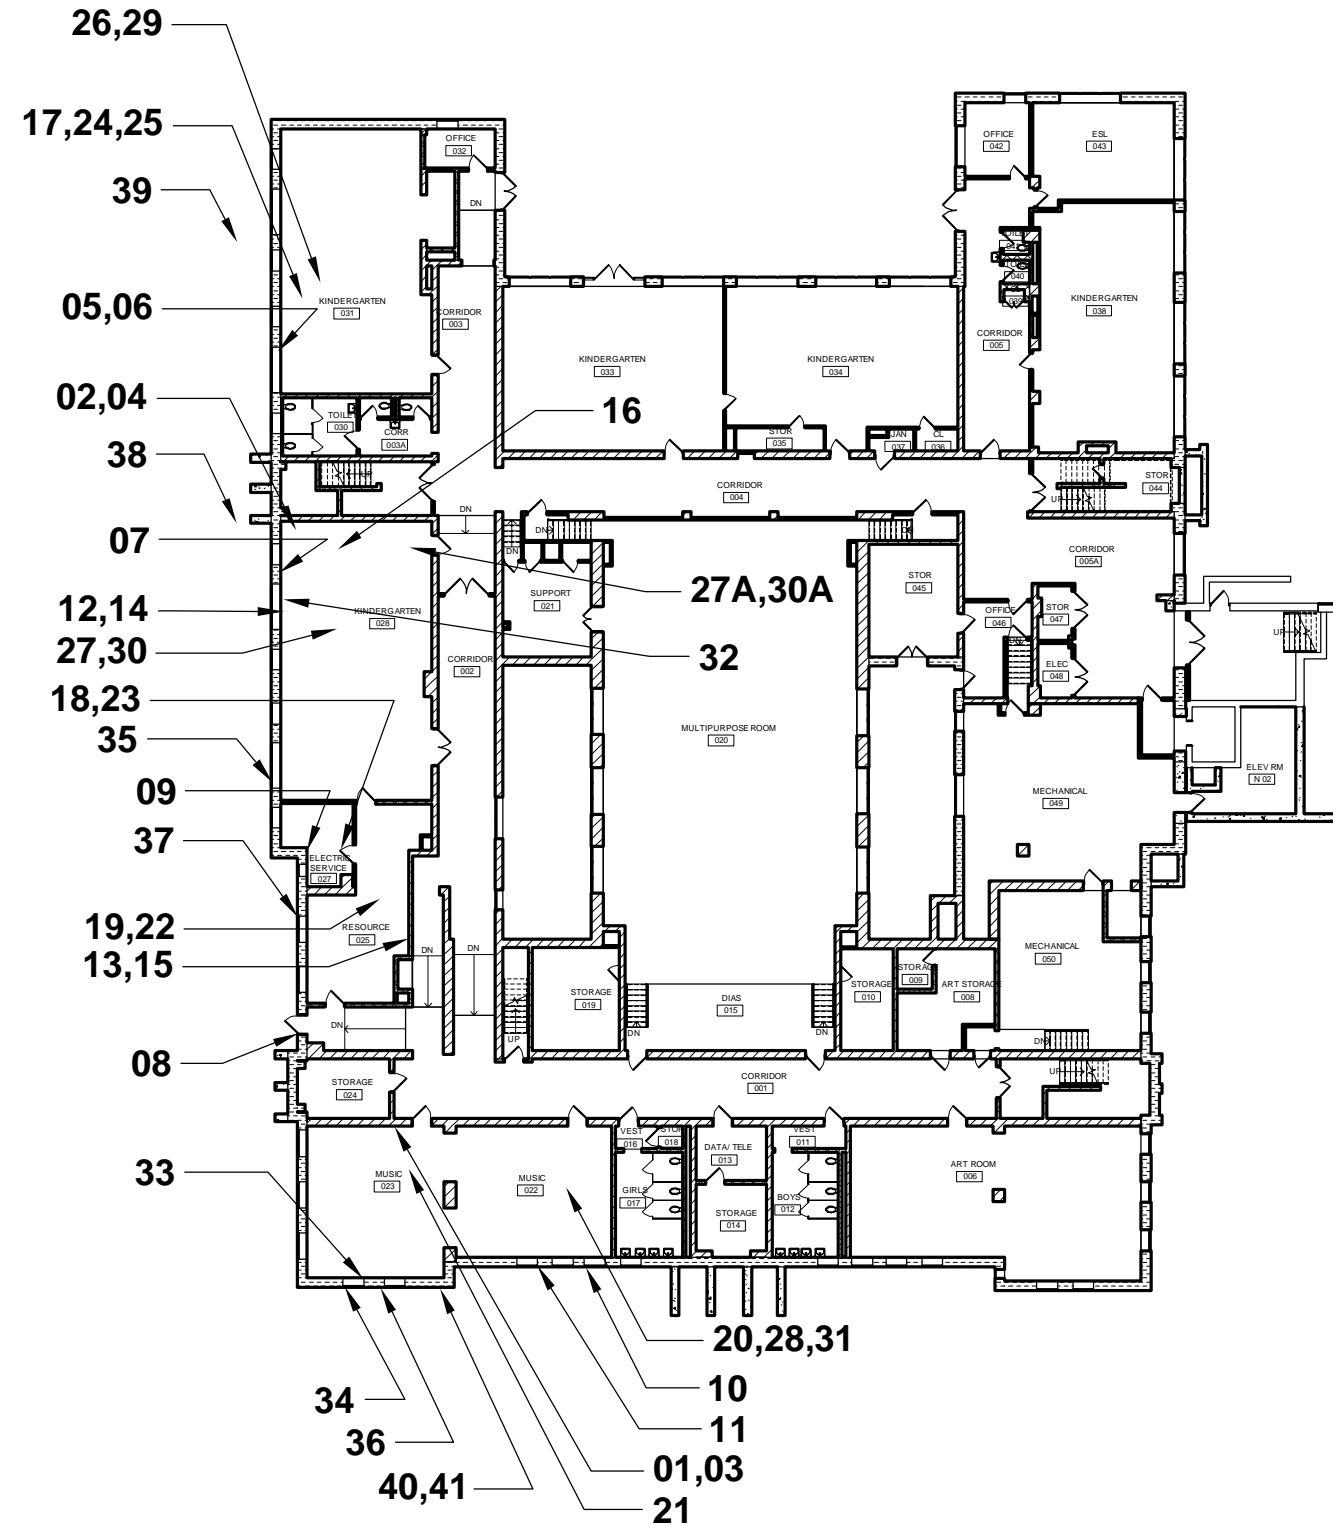 26,29
17,24,25
39
05,06
02,04
38
07
12,14
27,30
18,23
35
09
37
19,22
13,15
08
33
34
36
40,41
16
27A,30A
32
20,28,31
10
11
01,03
21
OFFICE
032
DN
KINDERGARTEN
031
CORRIDOR
003
TOILET
030
CORR
003A
UP
KINDERGARTEN
033
KINDERGARTEN
034
STOR
035
JAN
037
CL
036
OFFICE
042
ESL
043
040
039
KINDERGARTEN
038
CORRIDOR
005
CORRIDOR
004
STOR
044
UP
DN
DN
DN
CORRIDOR
005A
SUPPORT
021
STOR
045
OFFICE
046
STOR
047
DN
ELEC
048
UP
KINDERGARTEN
028
CORRIDOR
002
MULTIPURPOSE ROOM
020
ELEV RM
N 02
MECHANICAL
049
ELECTRIC
SERVICE
027
RESOURCE
025
DN
DN
DN
MECHANICAL
050
STORAGE
009
ART STORAGE
008
STORAGE
010
STORAGE
019
DIAS
015
DN
DN
DN
UP
UP
CORRIDOR
001
STORAGE
024
VEST
016
STOR
018
DATA/ TELE
013
VEST
011
MUSIC
023
MUSIC
022
GIRLS
017
STORAGE
014
BOYS
012
ART ROOM
006